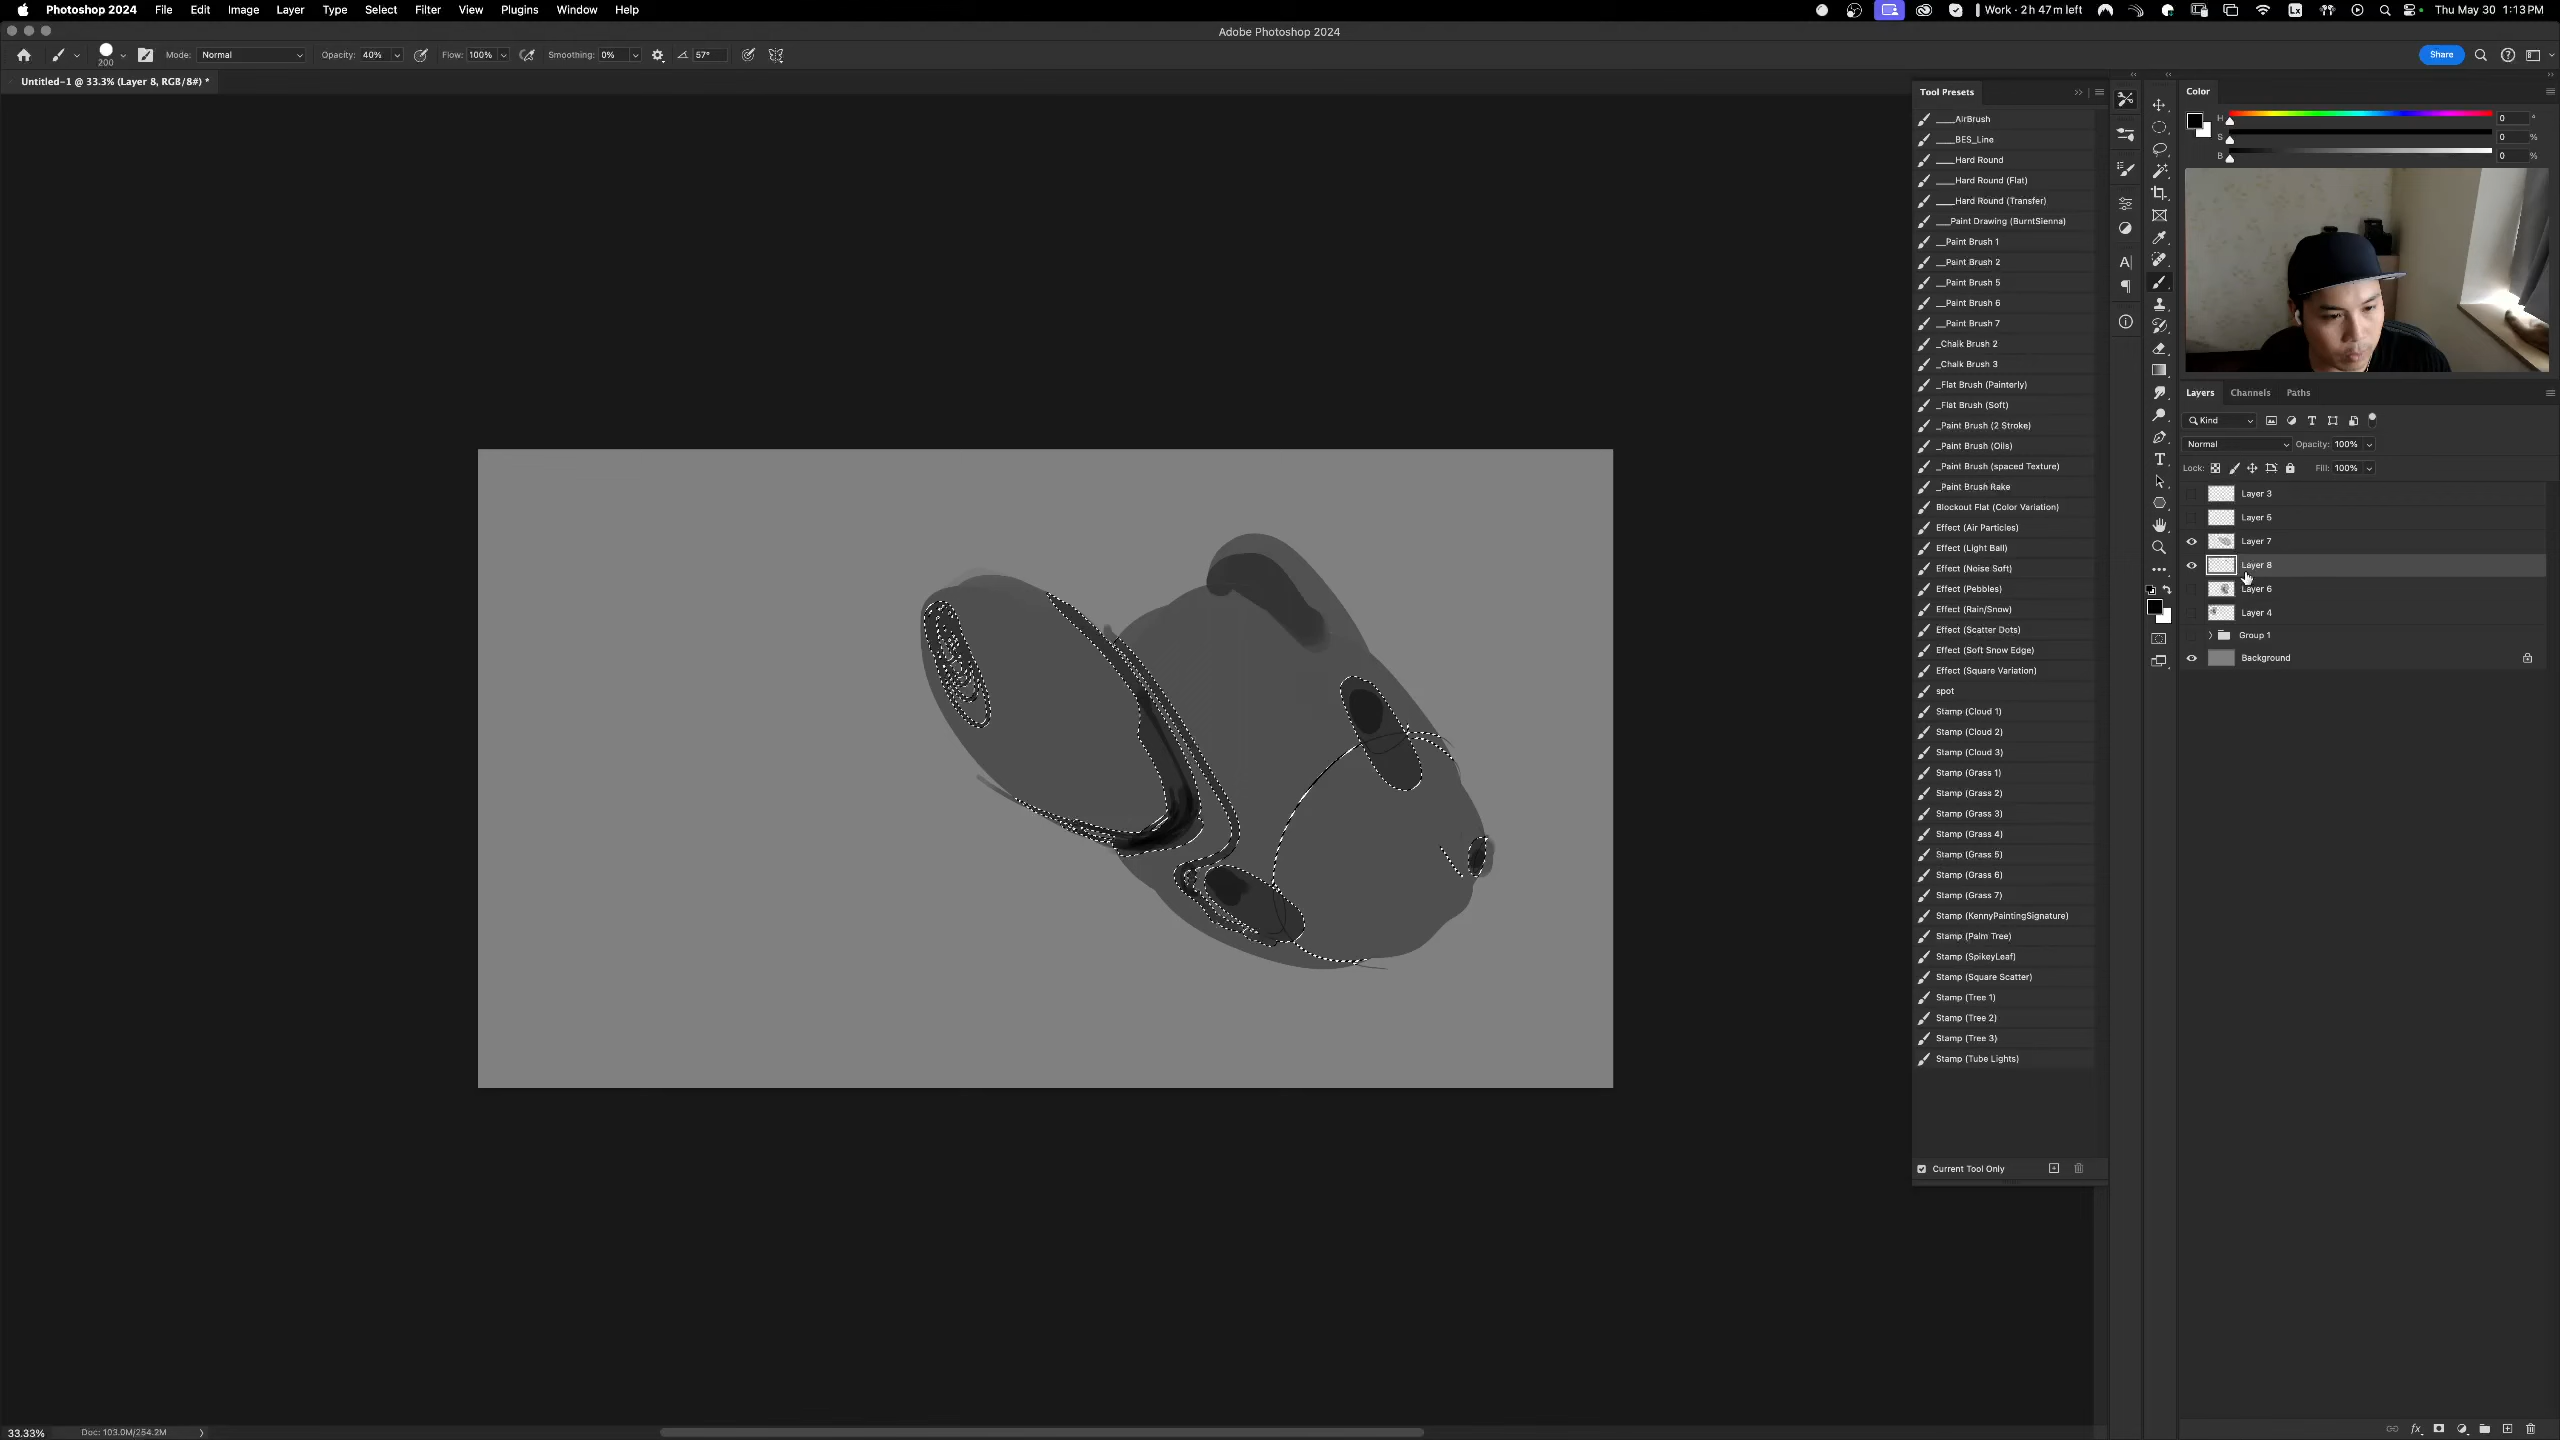 Photoshop 2024 File Edit Image Layer Type Select Filter View Plugins Window Help
Work · 2 h 47 m left
Thu May 30 1:13 PM
Adobe Photoshop 2024
200
Mode: Normal
Opacity: 40%
Flow: 100%
Smoothing: 0%
57°
Share
Untitled-1 @ 33.3% (Layer 8, RGB/8#) *
Tool Presets
____AirBrush
____BES_Line
____Hard Round
____Hard Round (Flat)
____Hard Round (Transfer)
___Paint Drawing (BurntSienna)
__Paint Brush 1
__Paint Brush 2
__Paint Brush 5
__Paint Brush 6
__Paint Brush 7
_Chalk Brush 2
_Chalk Brush 3
_Flat Brush (Painterly)
_Flat Brush (Soft)
_Paint Brush (2 Stroke)
_Paint Brush (Oils)
_Paint Brush (spaced Texture)
_Paint Brush Rake
Blockout Flat (Color Variation)
Effect (Air Particles)
Effect (Light Ball)
Effect (Noise Soft)
Effect (Pebbles)
Effect (Rain/Snow)
Effect (Scatter Dots)
Effect (Soft Snow Edge)
Effect (Square Variation)
spot
Stamp (Cloud 1)
Stamp (Cloud 2)
Stamp (Cloud 3)
Stamp (Grass 1)
Stamp (Grass 2)
Stamp (Grass 3)
Stamp (Grass 4)
Stamp (Grass 5)
Stamp (Grass 6)
Stamp (Grass 7)
Stamp (KennyPaintingSignature)
Stamp (Palm Tree)
Stamp (SpikeyLeaf)
Stamp (Square Scatter)
Stamp (Tree 1)
Stamp (Tree 2)
Stamp (Tree 3)
Stamp (Tube Lights)
Current Tool Only
Color
H 0 °
S 0 %
B 0 %
Layers Channels Paths
Kind
Normal Opacity: 100%
Lock: Fill: 100%
Layer 3
Layer 5
Layer 7
Layer 8
Layer 6
Layer 4
Group 1
Background
33.33% Doc: 103.0M/254.2M